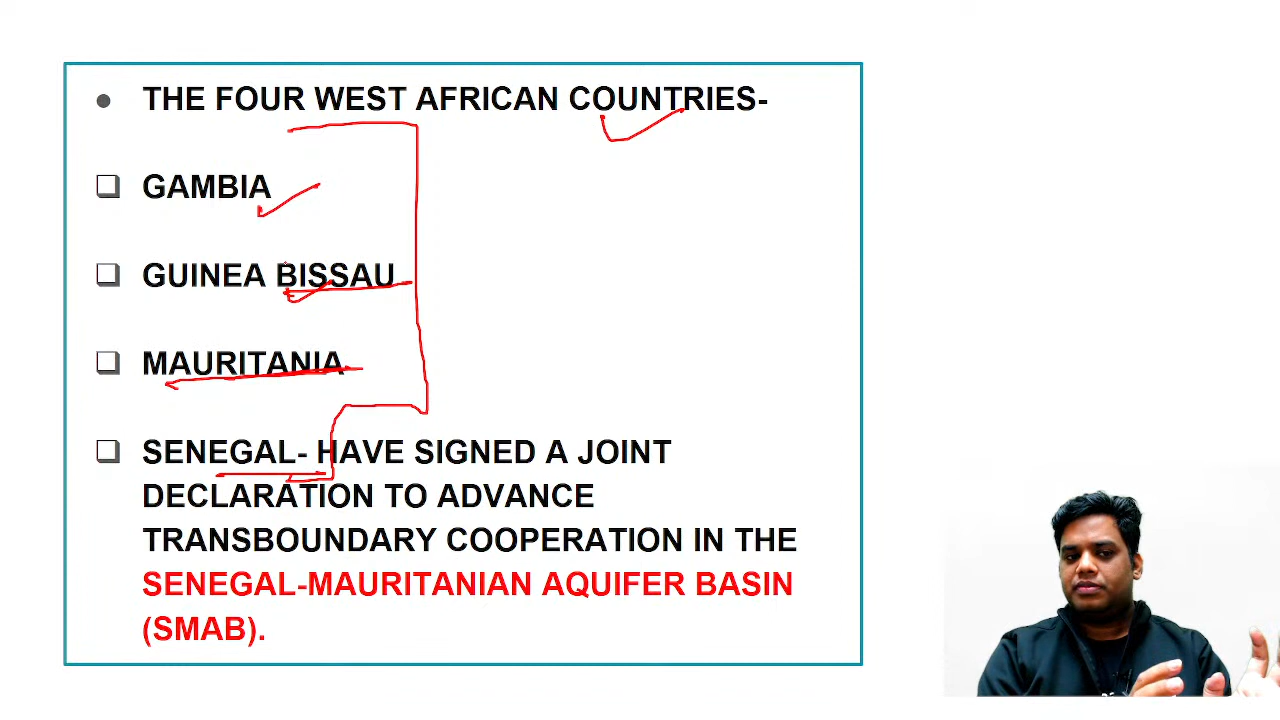 THE FOUR WEST AFRICAN COUNTRIES-
GAMBIA
GUINEA BISSAU
MAURITANIA
SENEGAL- HAVE SIGNED A JOINT
DECLARATION TO ADVANCE
TRANSBOUNDARY COOPERATION IN THE
SENEGAL-MAURITANIAN AQUIFER BASIN
(SMAB).